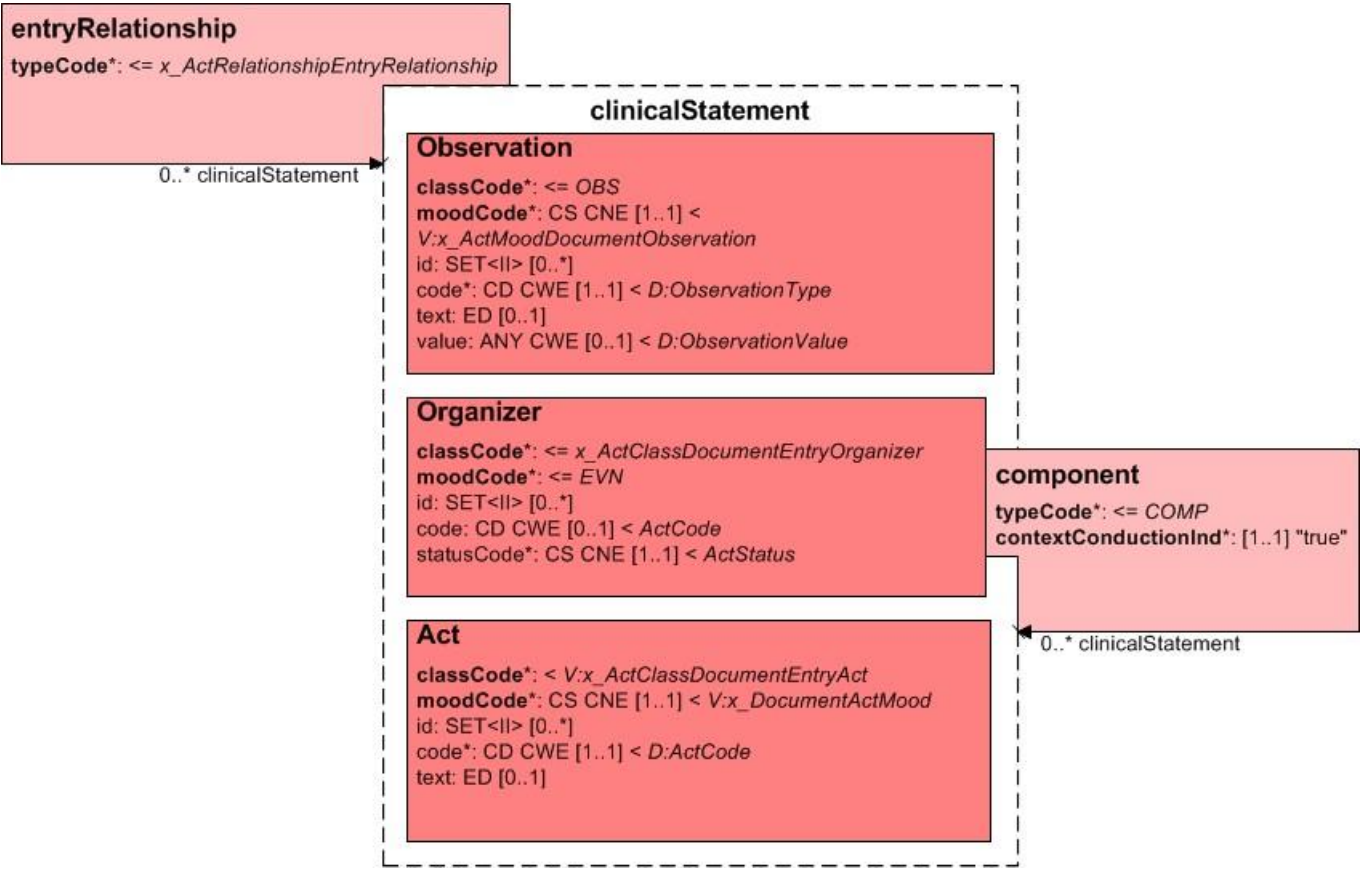 entryRelationship
typeCode*: <= x_ActRelationshipEntryRelationship
0..* clinicalStatement
clinicalStatement
Observation
classCode*: <= OBS
moodCode*: CS CNE [1..1] <
V:x_ActMoodDocumentObservation
id: SET<II> [0..*]
code*: CD CWE [1..1] < D:ObservationType
text: ED [0..1]
value: ANY CWE [0..1] < D:ObservationValue
Organizer
classCode*: <= x_ActClassDocumentEntryOrganizer
moodCode*: <= EVN
id: SET<II> [0..*]
code: CD CWE [0..1] < ActCode
statusCode*: CS CNE [1..1] < ActStatus
component
typeCode*: <= COMP
contextConductionInd*: [1..1] "true"
0..* clinicalStatement
Act
classCode*: < V:x_ActClassDocumentEntryAct
moodCode*: CS CNE [1..1] < V:x_DocumentActMood
id: SET<II> [0..*]
code*: CD CWE [1..1] < D:ActCode
text: ED [0..1]